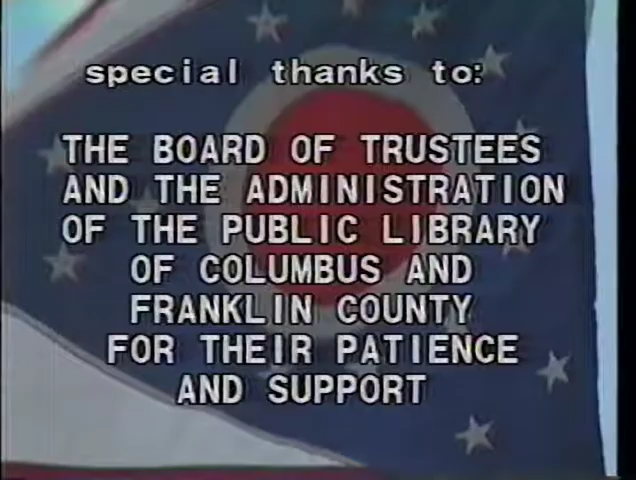 special thanks to:
THE BOARD OF TRUSTEES
AND THE ADMINISTRATION
OF THE PUBLIC LIBRARY
OF COLUMBUS AND
FRANKLIN COUNTY
FOR THEIR PATIENCE
AND SUPPORT